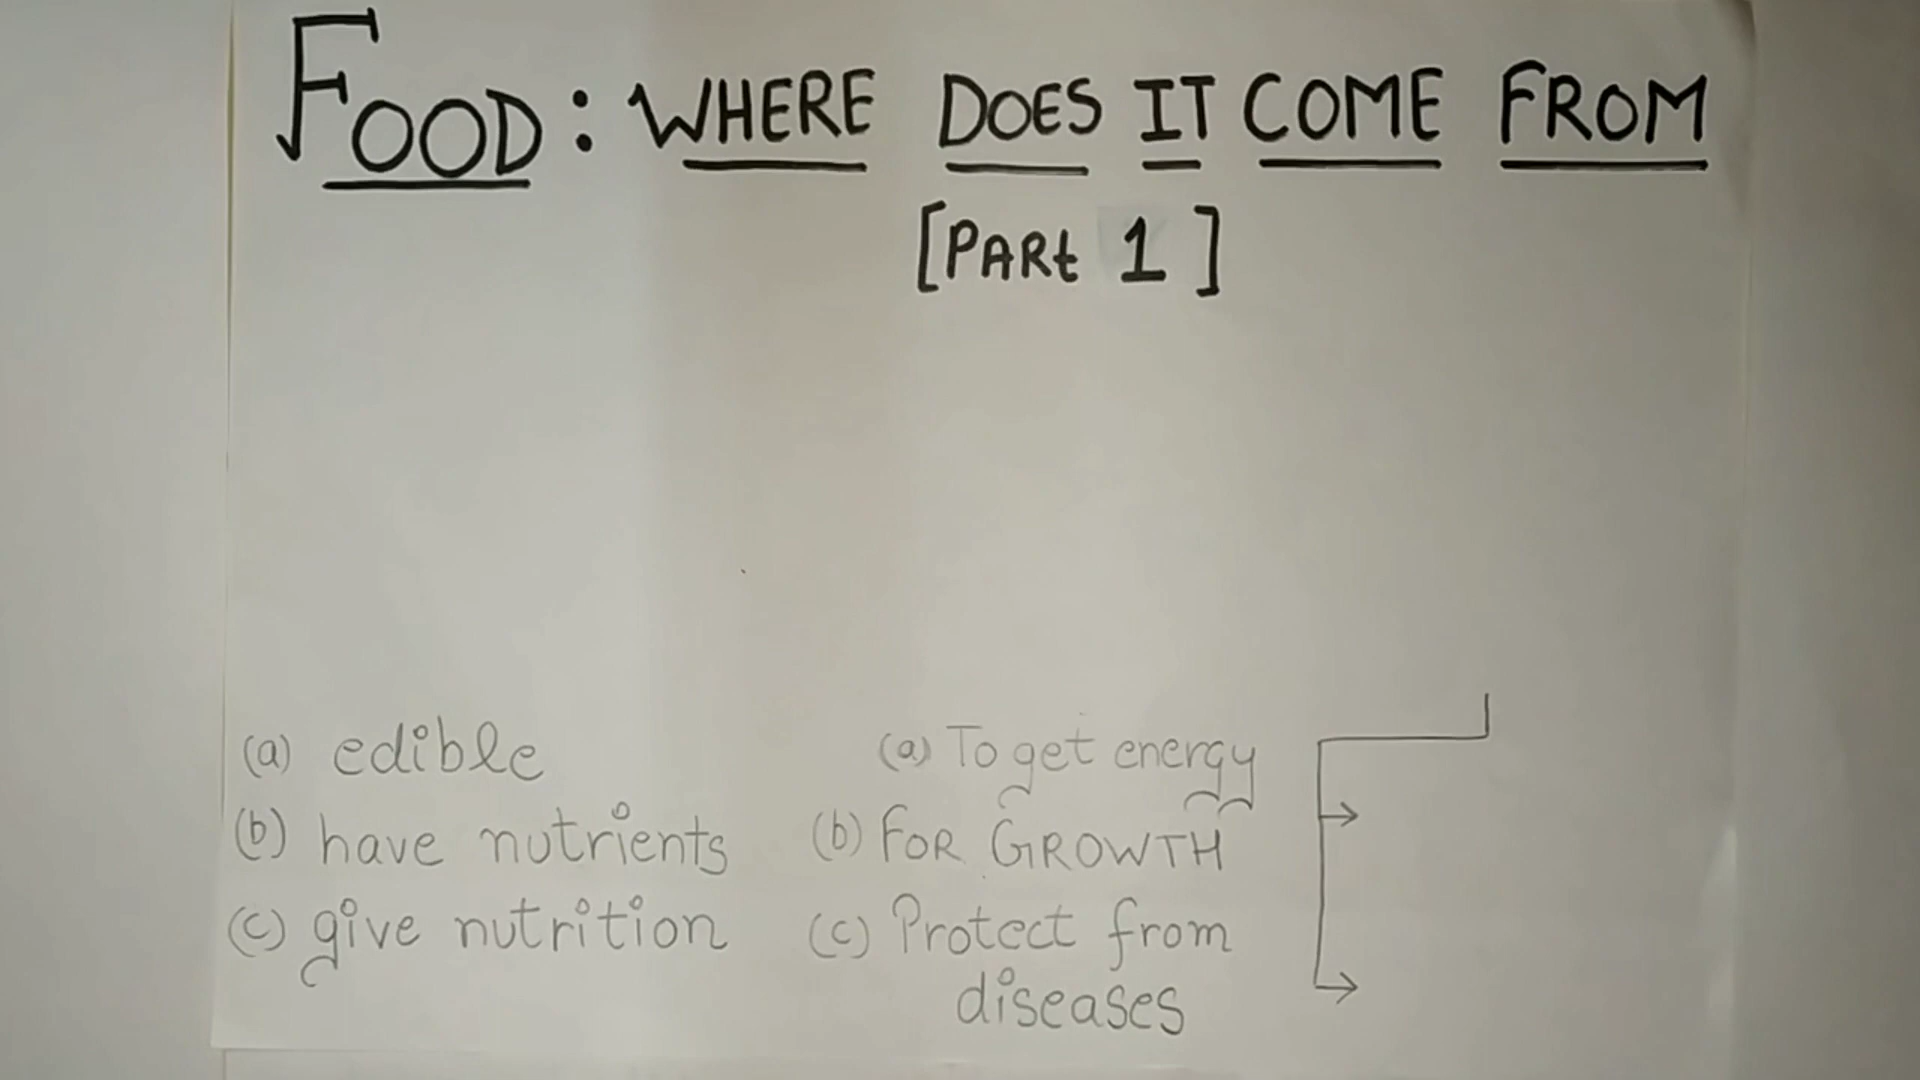 FOOD: WHERE DOES IT COME FROM
[PARt 1]
(a) edible
(b) have nutrients
(c) give nutrition
(a) To get energy
(b) FOR GROWTH
(c) Protect from
diseases